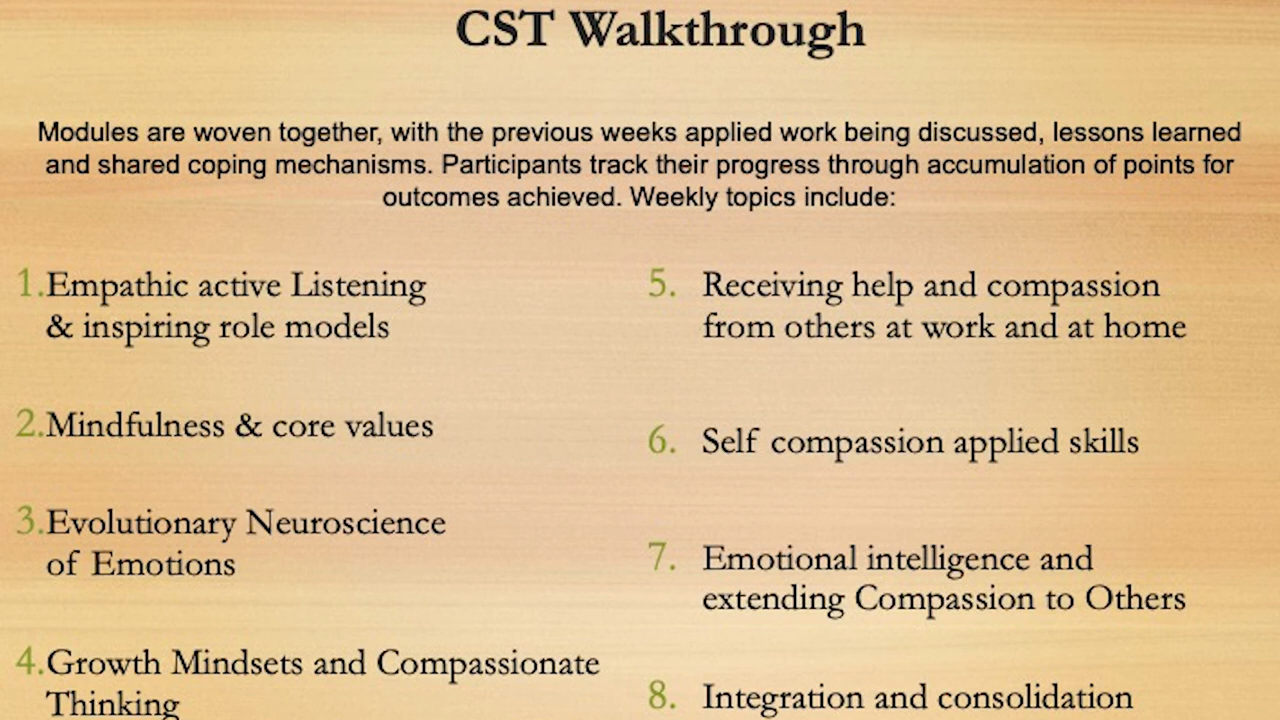 CST Walkthrough
Modules are woven together, with the previous weeks applied work being discussed, lessons learned
and shared coping mechanisms. Participants track their progress through accumulation of points for
outcomes achieved. Weekly topics include:
1.Empathic active Listening
& inspiring role models
2.Mindfulness & core values
3.Evolutionary Neuroscience
of Emotions
4.Growth Mindsets and Compassionate
Thinking
5. Receiving help and compassion
from others at work and at home
6. Self compassion applied skills
7. Emotional intelligence and
extending Compassion to Others
8. Integration and consolidation